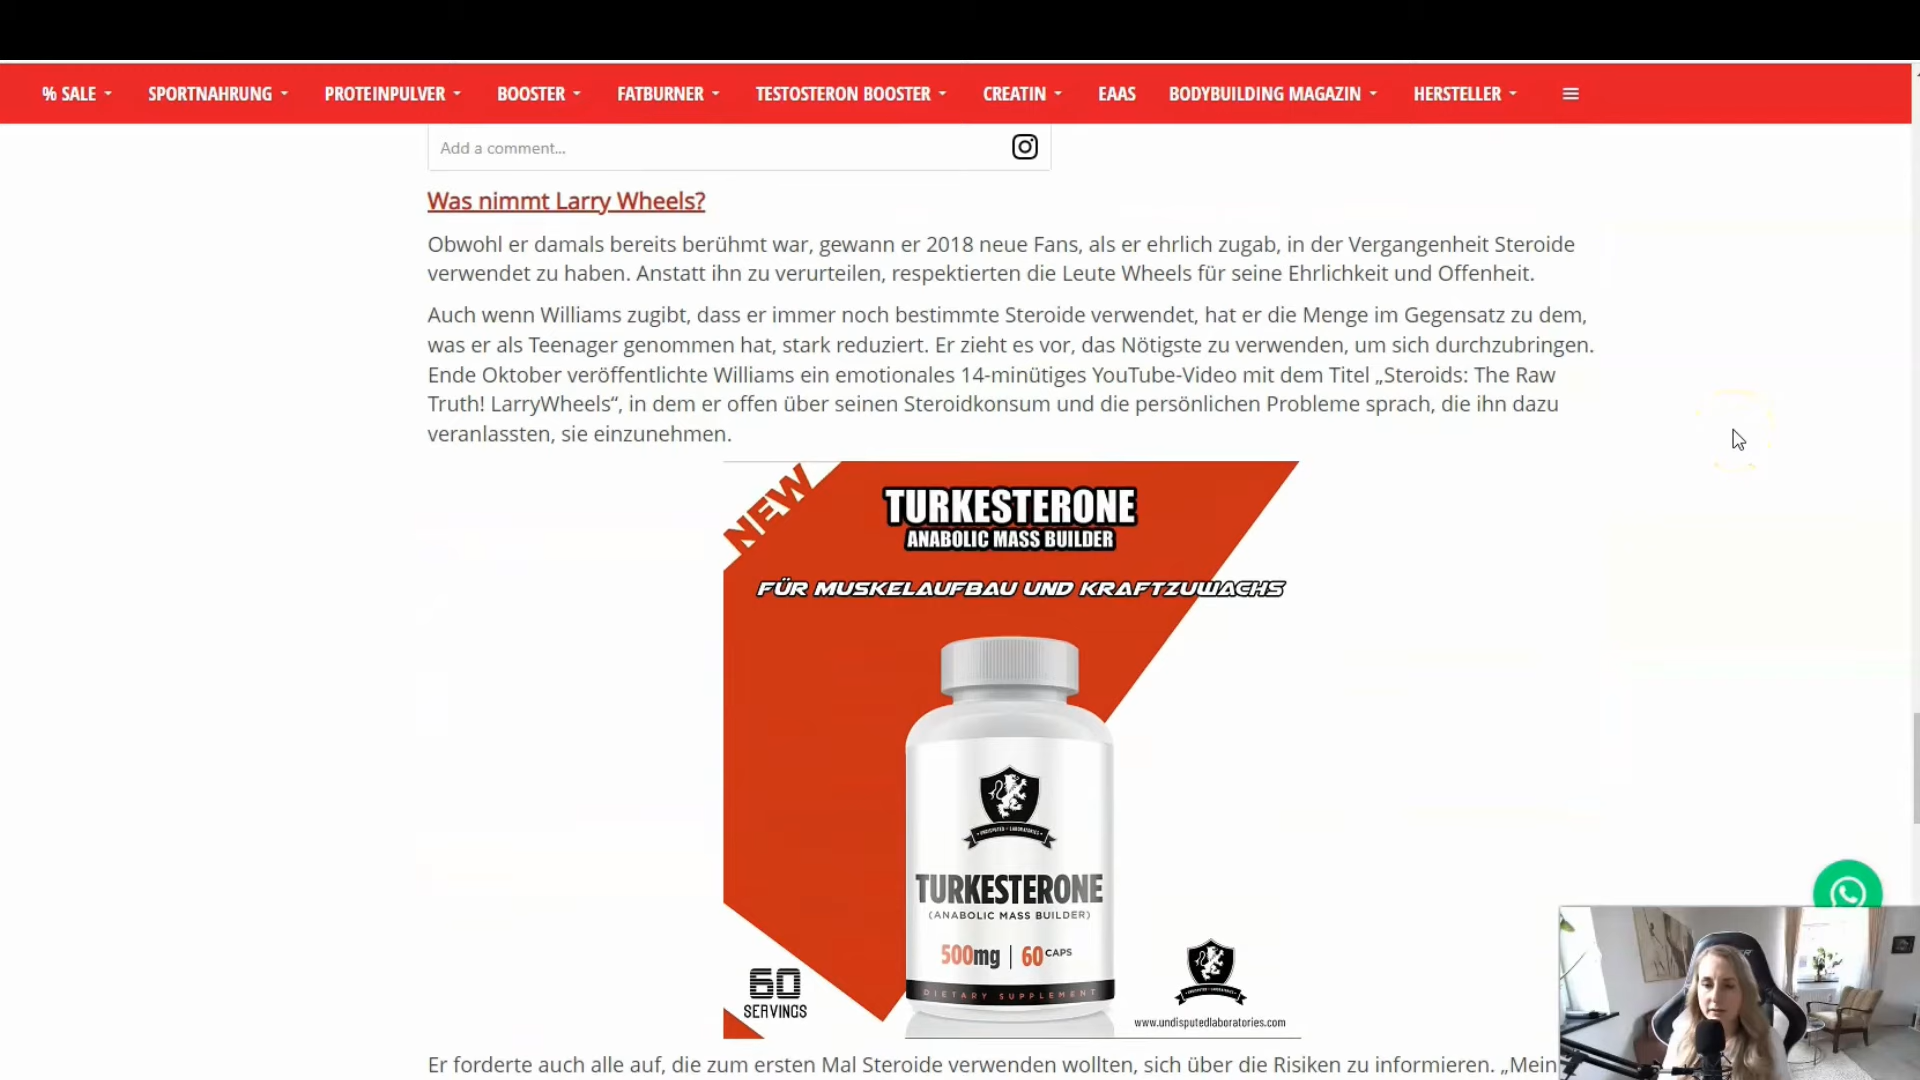 % SALE
SPORTNAHRUNG
PROTEINPULVER
BOOSTER
FATBURNER
TESTOSTERON BOOSTER
CREATIN
EAAS
BODYBUILDING MAGAZIN
HERSTELLER
Add a comment...
Was nimmt Larry Wheels?
Obwohl er damals bereits berühmt war, gewann er 2018 neue Fans, als er ehrlich zugab, in der Vergangenheit Steroide
verwendet zu haben. Anstatt ihn zu verurteilen, respektierten die Leute Wheels für seine Ehrlichkeit und Offenheit.
Auch wenn Williams zugibt, dass er immer noch bestimmte Steroide verwendet, hat er die Menge im Gegensatz zu dem,
was er als Teenager genommen hat, stark reduziert. Er zieht es vor, das Nötigste zu verwenden, um sich durchzubringen.
Ende Oktober veröffentlichte Williams ein emotionales 14-minütiges YouTube-Video mit dem Titel „Steroids: The Raw
Truth! LarryWheels“, in dem er offen über seinen Steroidkonsum und die persönlichen Probleme sprach, die ihn dazu
veranlassten, sie einzunehmen.
NEW
TURKESTERONE
ANABOLIC MASS BUILDER
FÜR MUSKELAUFBAU UND KRAFTZUWACHS
UNDISPUTED LABORATORIES
TURKESTERONE
(ANABOLIC MASS BUILDER)
500mg | 60 CAPS
DIETARY SUPPLEMENT
60
SERVINGS
www.undisputedlaboratories.com
Er forderte auch alle auf, die zum ersten Mal Steroide verwenden wollten, sich über die Risiken zu informieren. „Mein